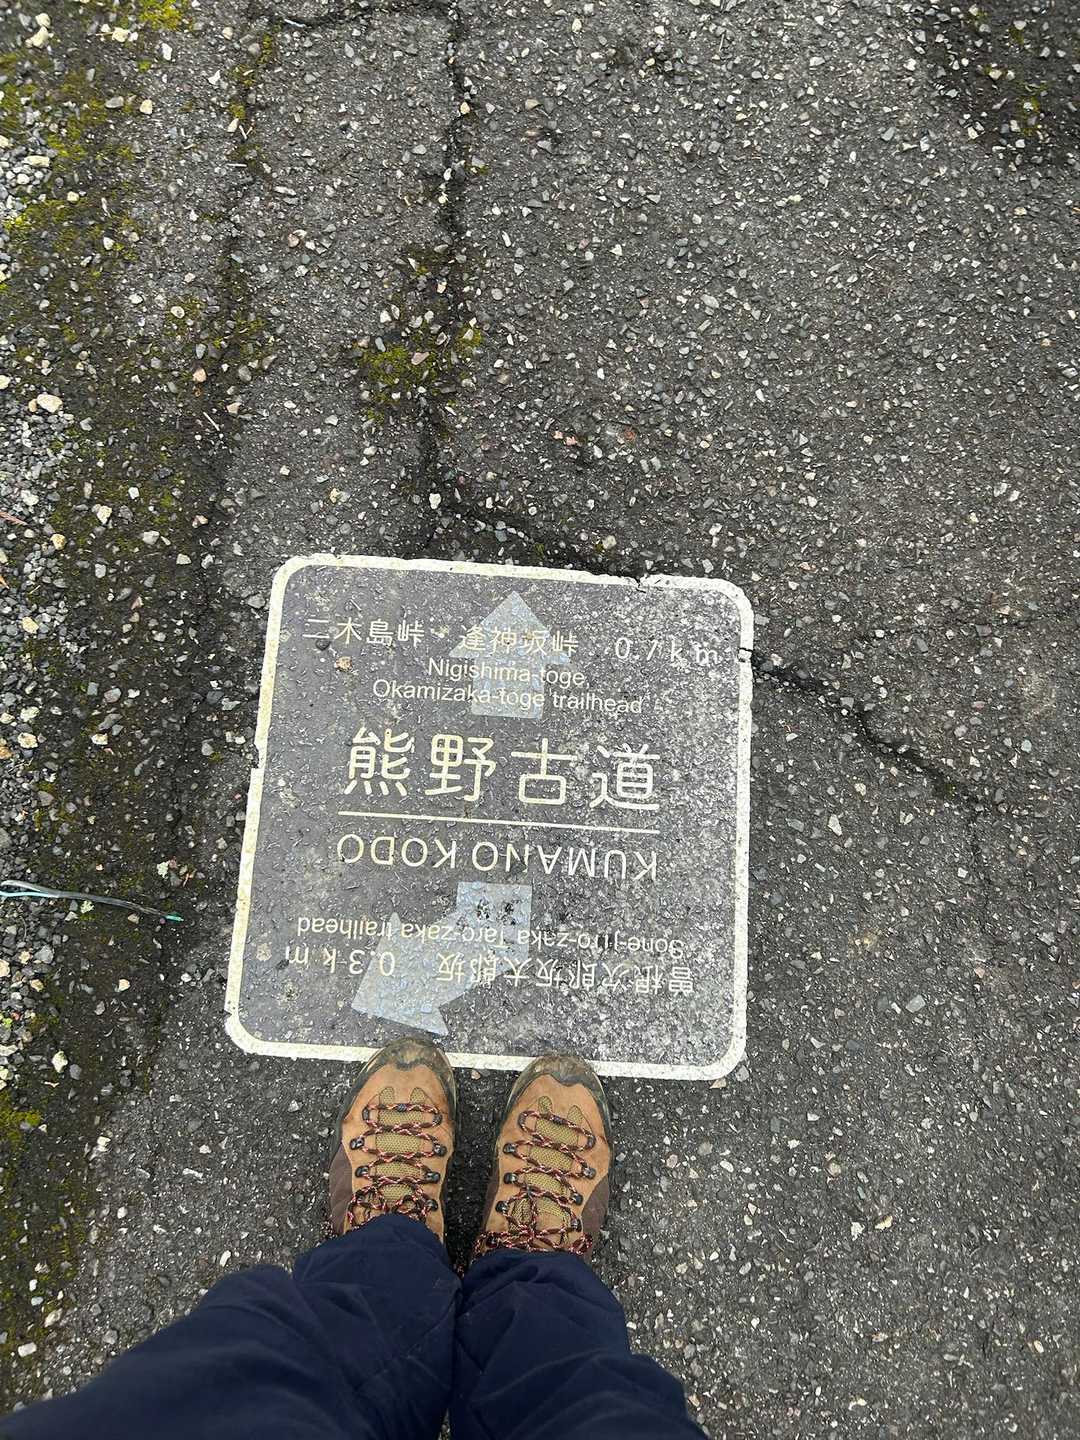 二木島峠・逢神坂峠 0.7km
Nigishima-toge,
Okamizaka-toge trailhead
熊野古道
KUMANO KODO
曽根次郎坂太郎坂 0.3km
Sone-jiro-zaka Taro-zaka trailhead